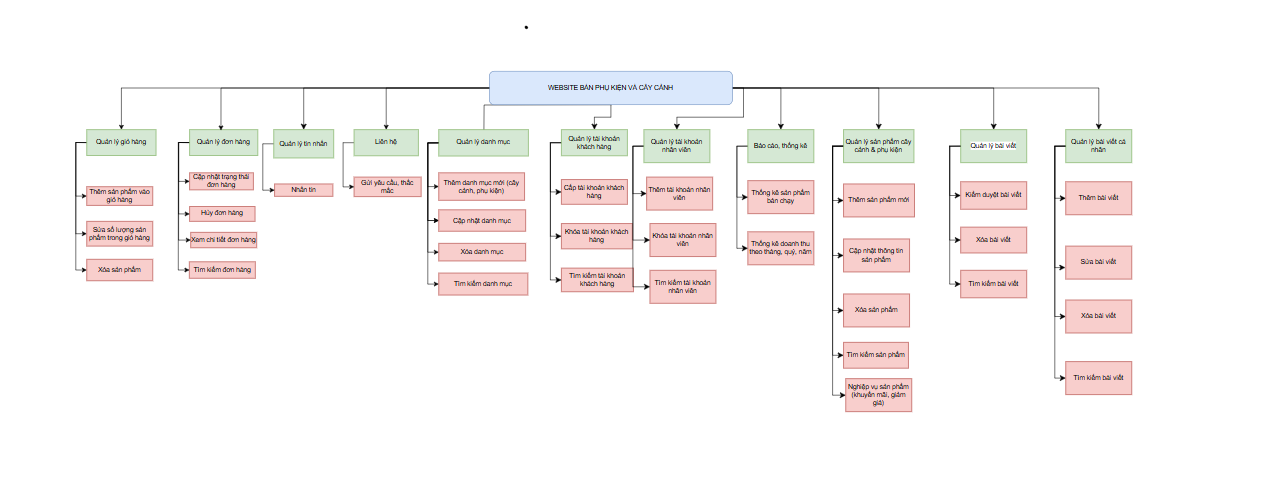 WEBSITE BÁN PHỤ KIỆN VÀ CÂY CẢNH
Quản lý giỏ hàng
Thêm sản phẩm vào
giỏ hàng
Sửa số lượng sản
phẩm trong giỏ hàng
Xóa sản phẩm
Quản lý đơn hàng
Cập nhật trạng thái
đơn hàng
Hủy đơn hàng
Xem chi tiết đơn hàng
Tìm kiếm đơn hàng
Quản lý tin nhắn
Nhắn tin
Liên hệ
Gửi yêu cầu, thắc
mắc
Quản lý danh mục
Thêm danh mục mới (cây
cảnh, phụ kiện)
Cập nhật danh mục
Xóa danh mục
Tìm kiếm danh mục
Quản lý tài khoản
khách hàng
Cấp tài khoản khách
hàng
Khóa tài khoản khách
hàng
Tìm kiếm tài khoản
khách hàng
Quản lý tài khoản
nhân viên
Thêm tài khoản nhân
viên
Khóa tài khoản nhân
viên
Tìm kiếm tài khoản
nhân viên
Báo cáo, thống kê
Thống kê sản phẩm
bán chạy
Thống kê doanh thu
theo tháng, quý, năm
Quản lý sản phẩm cây
cảnh & phụ kiện
Thêm sản phẩm mới
Cập nhật thông tin
sản phẩm
Xóa sản phẩm
Tìm kiếm sản phẩm
Nghiệp vụ sản phẩm
(khuyến mãi, giảm
giá)
Quản lý bài viết
Kiểm duyệt bài viết
Xóa bài viết
Tìm kiếm bài viết
Quản lý bài viết cá
nhân
Thêm bài viết
Sửa bài viết
Xóa bài viết
Tìm kiếm bài viết